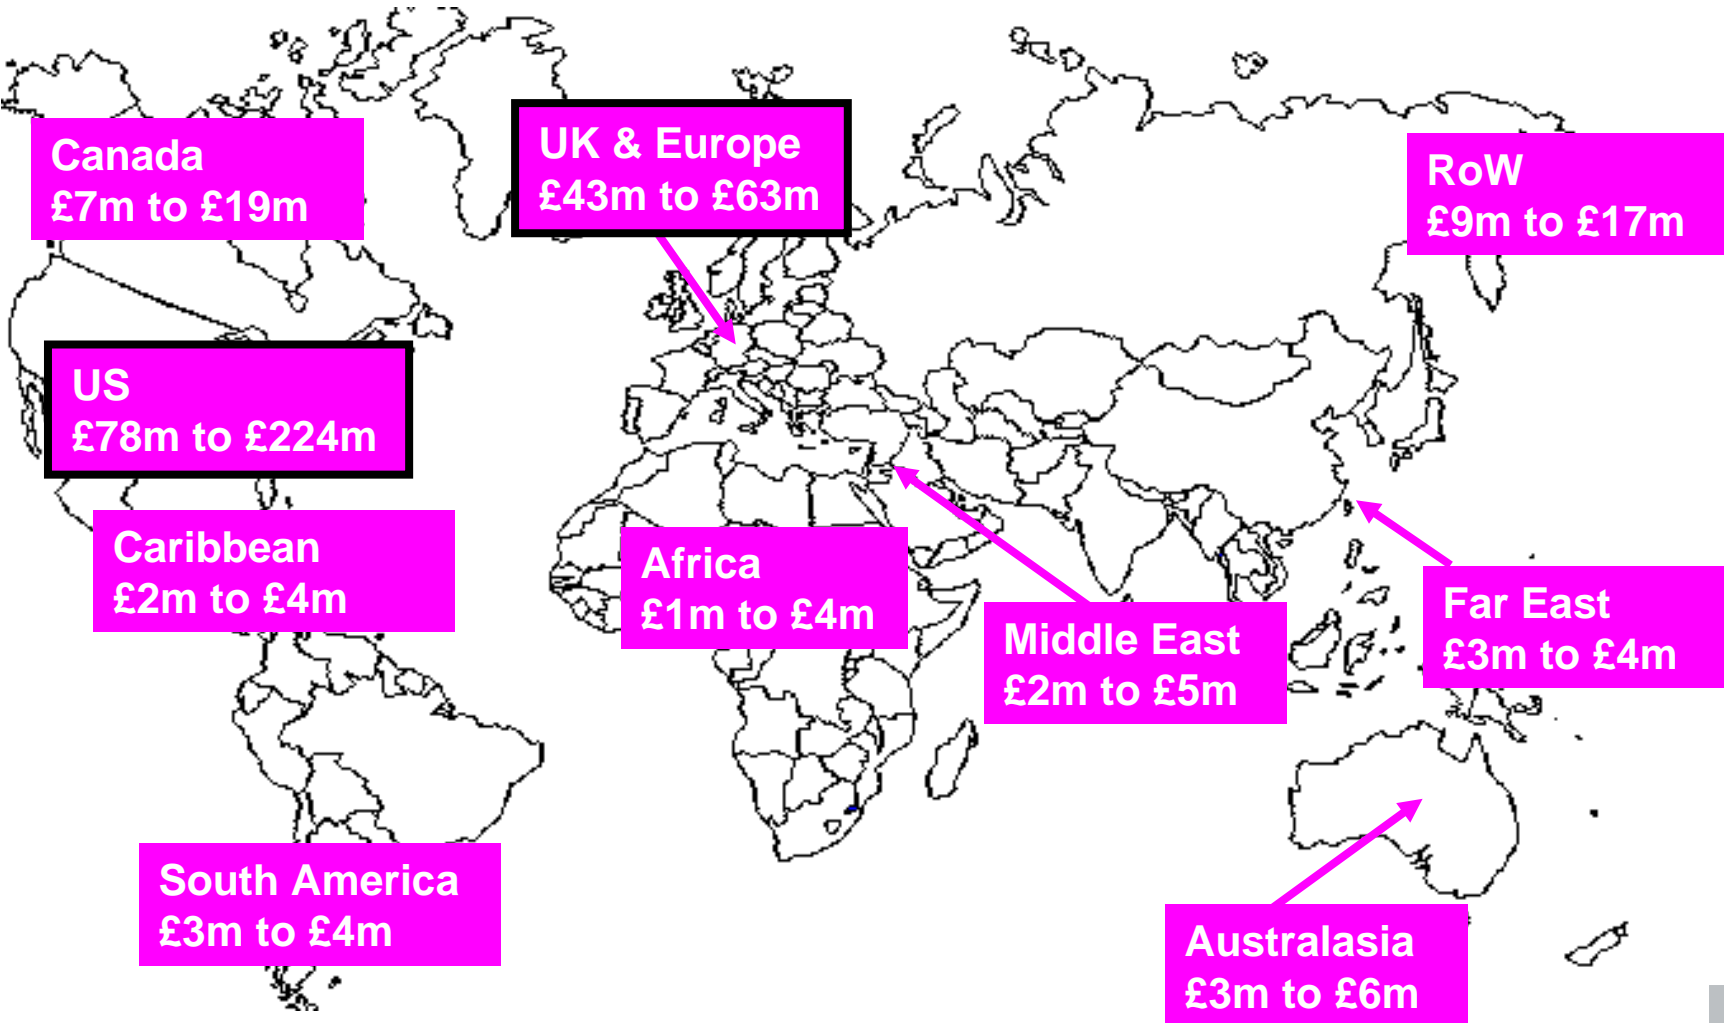 Canada
£7m to £19m
UK & Europe
£43m to £63m
RoW
£9m to £17m
US
£78m to £224m
Caribbean
£2m to £4m
Africa
£1m to £4m
Middle East
£2m to £5m
Far East
£3m to £4m
South America
£3m to £4m
Australasia
£3m to £6m